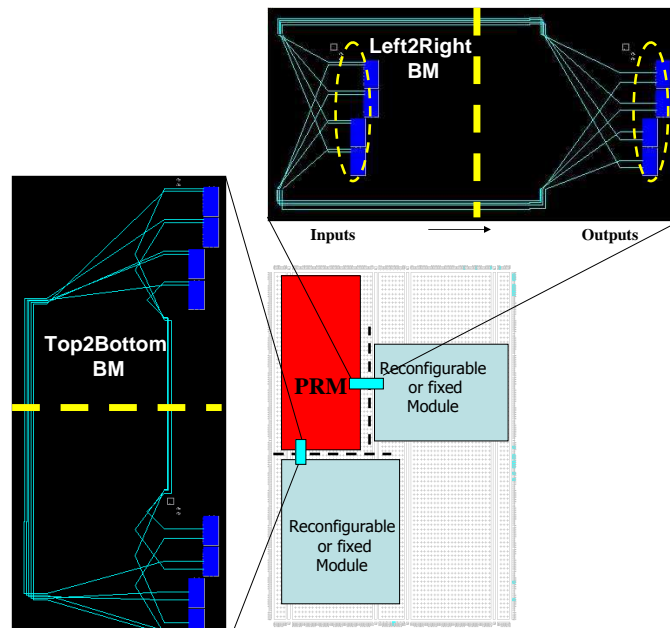 Left2Right
BM
Inputs
Outputs
Top2Bottom
BM
PRM
Reconfigurable
or fixed
Module
Reconfigurable
or fixed
Module